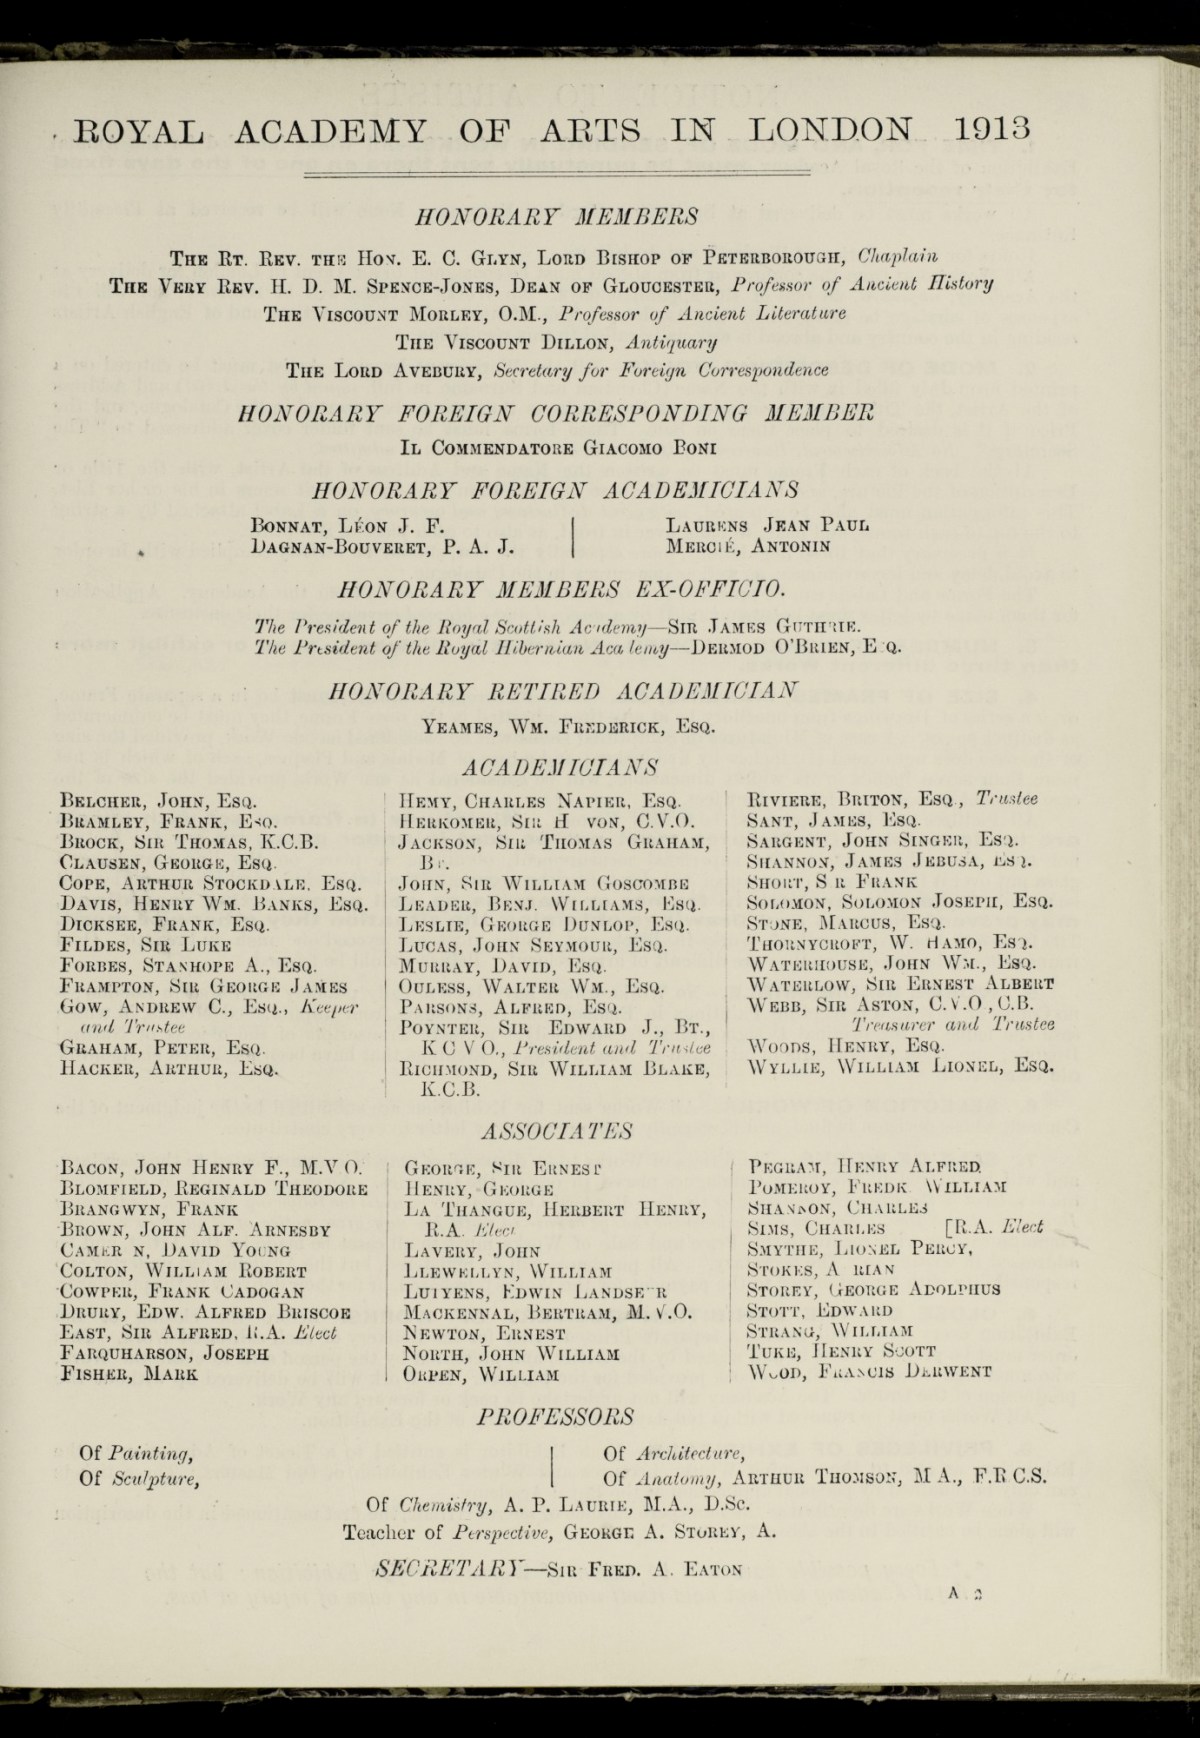 ROYAL ACADEMY OF ARTS IN LONDON 1913
HONORARY MEMBERS
THE RT. REV. THE HON. E. C. GLYN, LORD BISHOP OF PETERBOROUGH, Chaplain
THE VERY REV. H. D. M. SPENCE-JONES, DEAN OF GLOUCESTER, Professor of Ancient History
THE VISCOUNT MORLEY, O.M., Professor of Ancient Literature
THE VISCOUNT DILLON, Antiquary
THE LORD AVEBURY, Secretary for Foreign Correspondence
HONORARY FOREIGN CORRESPONDING MEMBER
IL COMMENDATORE GIACOMO BONI
HONORARY FOREIGN ACADEMICIANS
BONNAT, LÉON J. F.
DAGNAN-BOUVERET, P. A. J.
LAURENS JEAN PAUL
MERCIÉ, ANTONIN
HONORARY MEMBERS EX-OFFICIO.
The President of the Royal Scottish Academy—SIR JAMES GUTHRIE.
The President of the Royal Hibernian Academy—DERMOD O'BRIEN, E Q.
HONORARY RETIRED ACADEMICIAN
YEAMES, WM. FREDERICK, ESQ.
ACADEMICIANS
BELCHER, JOHN, ESQ.
BRAMLEY, FRANK, ESQ.
BROCK, SIR THOMAS, K.C.B.
CLAUSEN, GEORGE, ESQ.
COPE, ARTHUR STOCKDALE, ESQ.
DAVIS, HENRY WM. BANKS, ESQ.
DICKSEE, FRANK, ESQ.
FILDES, SIR LUKE
FORBES, STANHOPE A., ESQ.
FRAMPTON, SIR GEORGE JAMES
GOW, ANDREW C., ESQ., Keeper
and Trustee
GRAHAM, PETER, ESQ.
HACKER, ARTHUR, ESQ.
HEMY, CHARLES NAPIER, ESQ.
HERKOMER, SIR H VON, C.V.O.
JACKSON, SIR THOMAS GRAHAM,
BT.
JOHN, SIR WILLIAM GOSCOMBE
LEADER, BENJ. WILLIAMS, ESQ.
LESLIE, GEORGE DUNLOP, ESQ.
LUCAS, JOHN SEYMOUR, ESQ.
MURRAY, DAVID, ESQ.
OULESS, WALTER WM., ESQ.
PARSONS, ALFRED, ESQ.
POYNTER, SIR EDWARD J., BT.,
K C V O., President and Trustee
RICHMOND, SIR WILLIAM BLAKE,
K.C.B.
RIVIERE, BRITON, ESQ., Trustee
SANT, JAMES, ESQ.
SARGENT, JOHN SINGER, ESQ.
SHANNON, JAMES JEBUSA, ESQ.
SHORT, S R FRANK
SOLOMON, SOLOMON JOSEPH, ESQ.
STONE, MARCUS, ESQ.
THORNYCROFT, W. HAMO, ESQ.
WATERHOUSE, JOHN WM., ESQ.
WATERLOW, SIR ERNEST ALBERT
WEBB, SIR ASTON, C.V.O., C.B.
Treasurer and Trustee
WOODS, HENRY, ESQ.
WYLLIE, WILLIAM LIONEL, ESQ.
ASSOCIATES
BACON, JOHN HENRY F., M.V O.
BLOMFIELD, REGINALD THEODORE
BRANGWYN, FRANK
BROWN, JOHN ALF. ARNESBY
CAMER N, DAVID YOUNG
COLTON, WILLIAM ROBERT
COWPER, FRANK CADOGAN
DRURY, EDW. ALFRED BRISCOE
EAST, SIR ALFRED, R.A. Elect
FARQUHARSON, JOSEPH
FISHER, MARK
GEORGE, SIR ERNEST
HENRY, GEORGE
LA THANGUE, HERBERT HENRY,
R.A. Elect
LAVERY, JOHN
LLEWELLYN, WILLIAM
LUTYENS, EDWIN LANDSEER
MACKENNAL, BERTRAM, M.V.O.
NEWTON, ERNEST
NORTH, JOHN WILLIAM
ORPEN, WILLIAM
PEGRAM, HENRY ALFRED.
POMEROY, FREDK WILLIAM
SHANNON, CHARLES
SIMS, CHARLES [R.A. Elect
SMYTHE, LIONEL PERCY,
STOKES, A RIAN
STOREY, GEORGE ADOLPHUS
STOTT, EDWARD
STRANG, WILLIAM
TUKE, HENRY SCOTT
WOOD, FRANCIS DERWENT
PROFESSORS
Of Painting,
Of Sculpture,
Of Architecture,
Of Anatomy, ARTHUR THOMSON, M A., F.R C.S.
Of Chemistry, A. P. LAURIE, M.A., D.SC.
Teacher of Perspective, GEORGE A. STOREY, A.
SECRETARY—SIR FRED. A. EATON
A 2